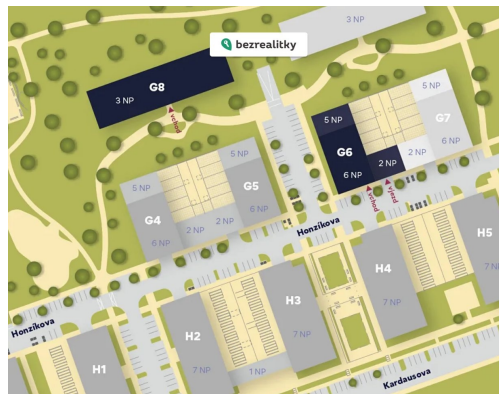 3 NP
bezrealitky
G8
3 NP
vchod
5 NP
5 NP
G7
G6
6 NP
2 NP
2 NP
6 NP
vchod
vjezd
5 NP
5 NP
G5
G4
6 NP
2 NP
2 NP
6 NP
Honzíkova
H5
7 N
H4
7 NP
H3
7 NP
H2
7 NP
1 NP
Honzíkova
H1
Kardausova